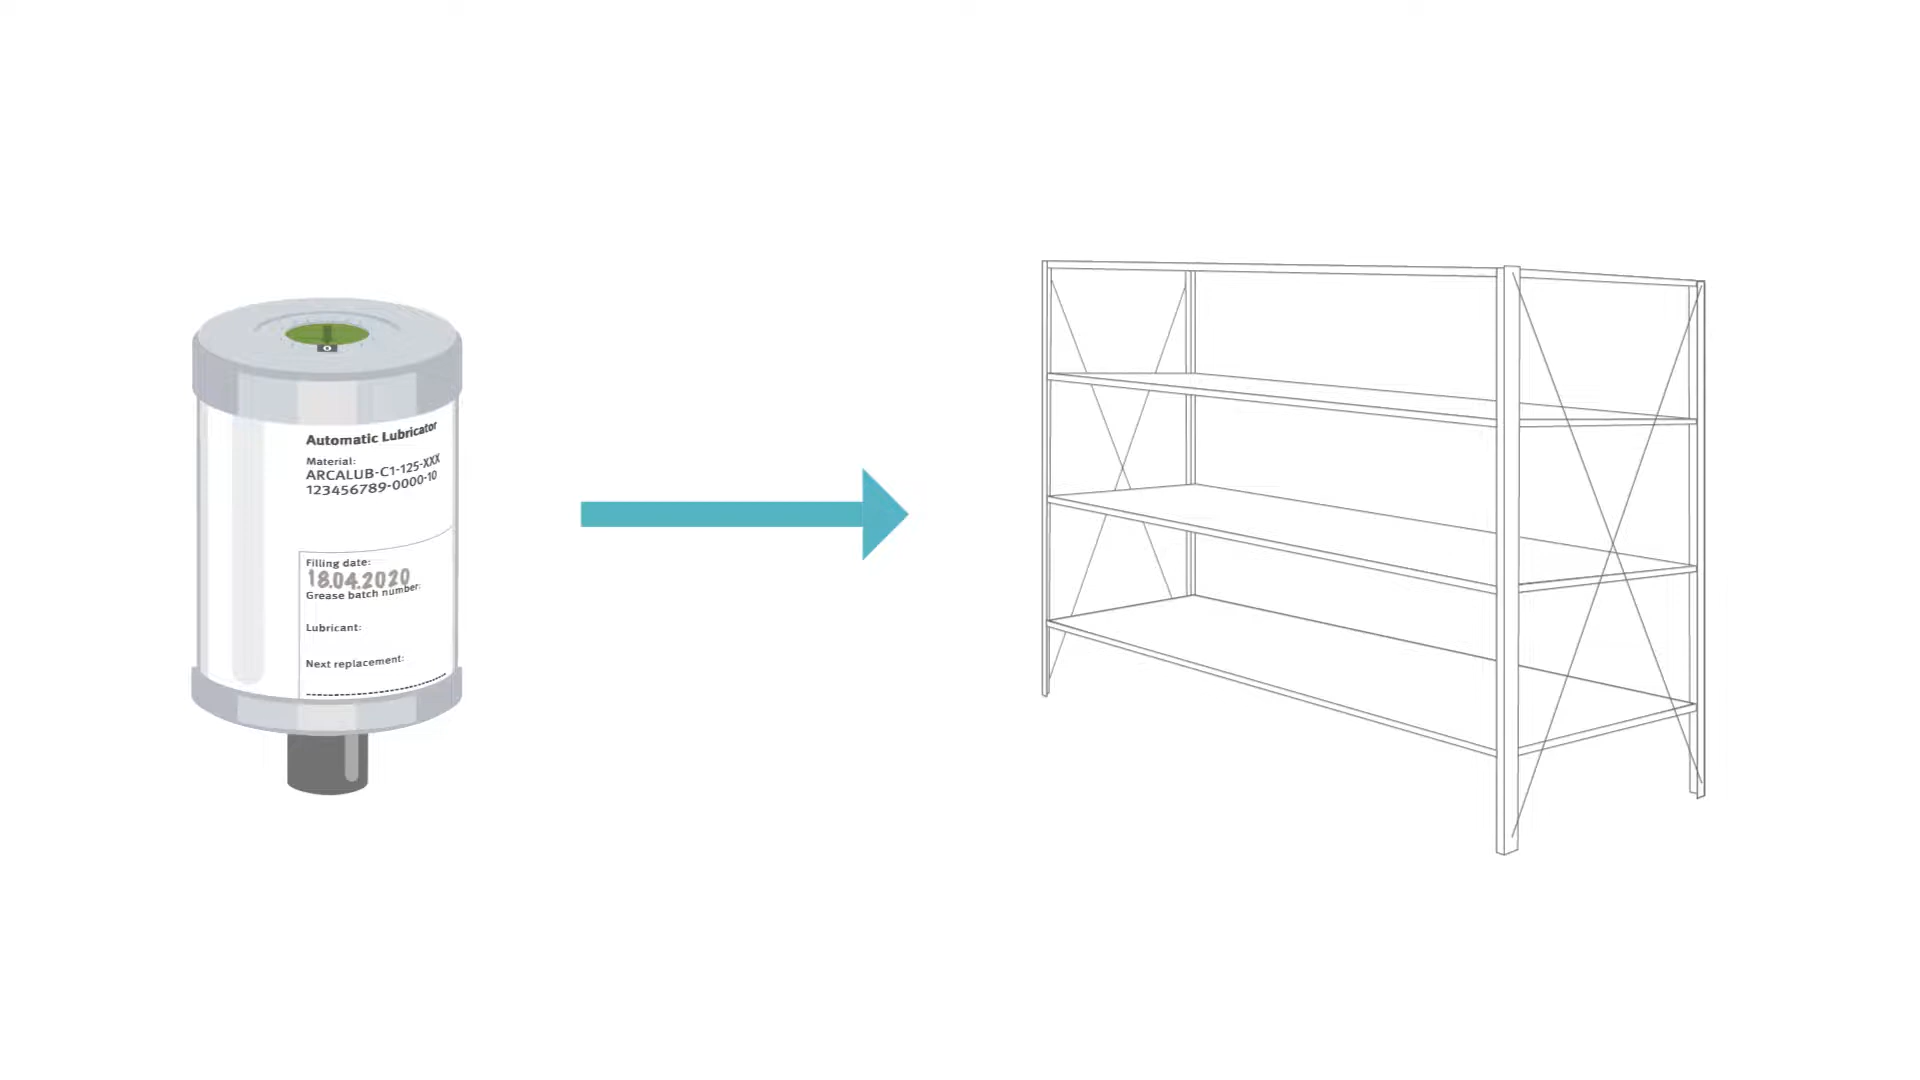 0
Automatic Lubricator
Material:
ARCALUB-C1-125-XXX
123456789-0000-10
Filling date:
18.04.2020
Grease batch number:
Lubricant:
Next replacement: